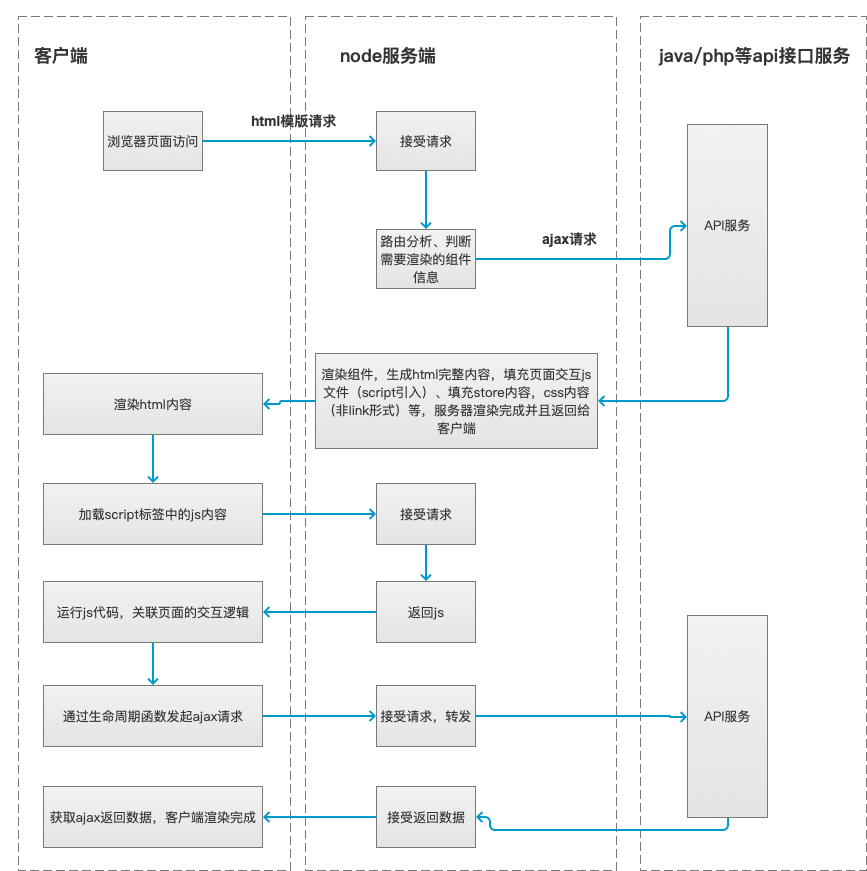 客户端
node服务端
java/php等api接口服务
浏览器页面访问
html模版请求
接受请求
路由分析、判断
需要渲染的组件
信息
ajax请求
API服务
渲染组件，生成html完整内容，填充页面交互js
文件（script引入）、填充store内容，css内容
（非link形式）等，服务器渲染完成并且返回给
客户端
渲染html内容
加载script标签中的js内容
接受请求
返回js
运行js代码，关联页面的交互逻辑
通过生命周期函数发起ajax请求
接受请求，转发
API服务
接受返回数据
获取ajax返回数据，客户端渲染完成